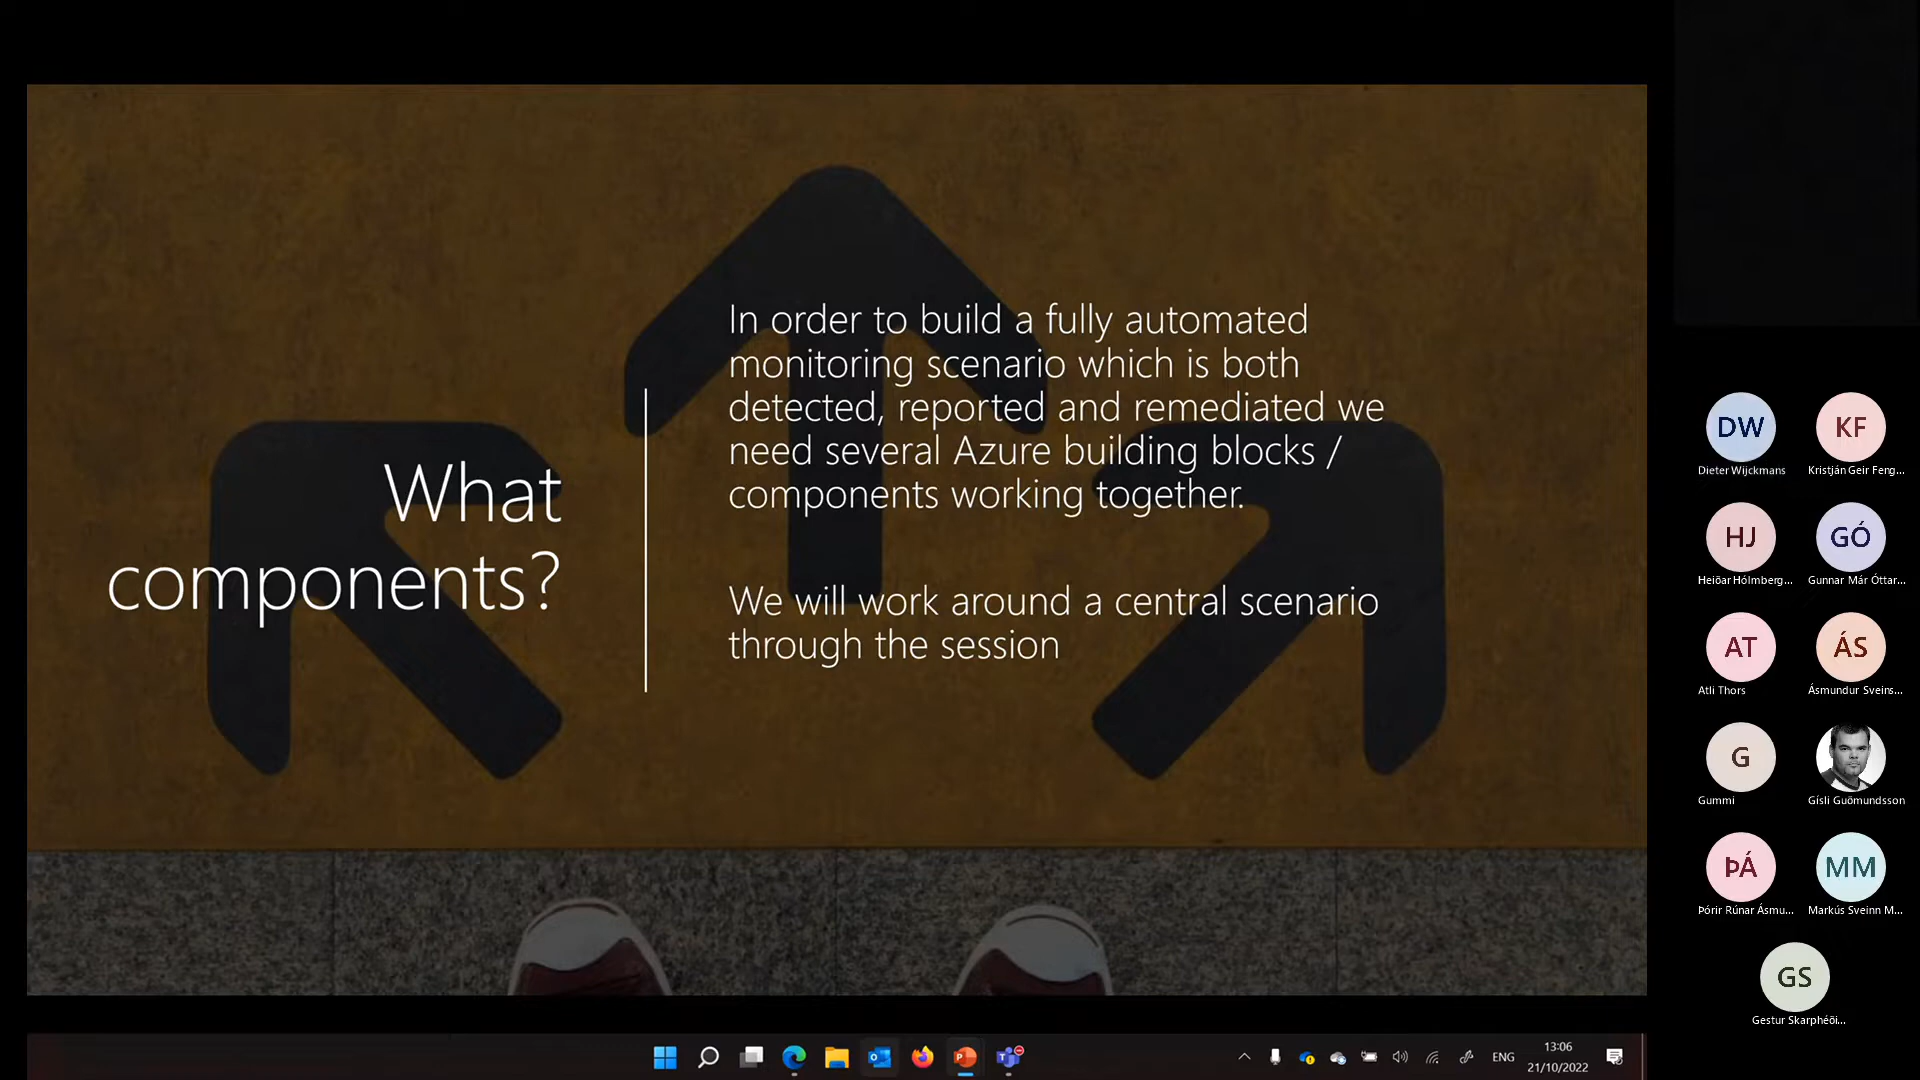 What
components?
In order to build a fully automated
monitoring scenario which is both
detected, reported and remediated we
need several Azure building blocks /
components working together.
We will work around a central scenario
through the session
DW
Dieter Wijckmans
KF
Kristján Geir Feng...
HJ
Heiðar Hólmberg...
GÓ
Gunnar Már Óttar...
AT
Atli Thors
ÁS
Ásmundur Sveins...
G
Gummi
Gísli Guðmundsson
ÞÁ
Þórir Rúnar Ásmu...
MM
Markús Sveinn M...
GS
Gestur Skarphéði...
ENG
13:06
21/10/2022